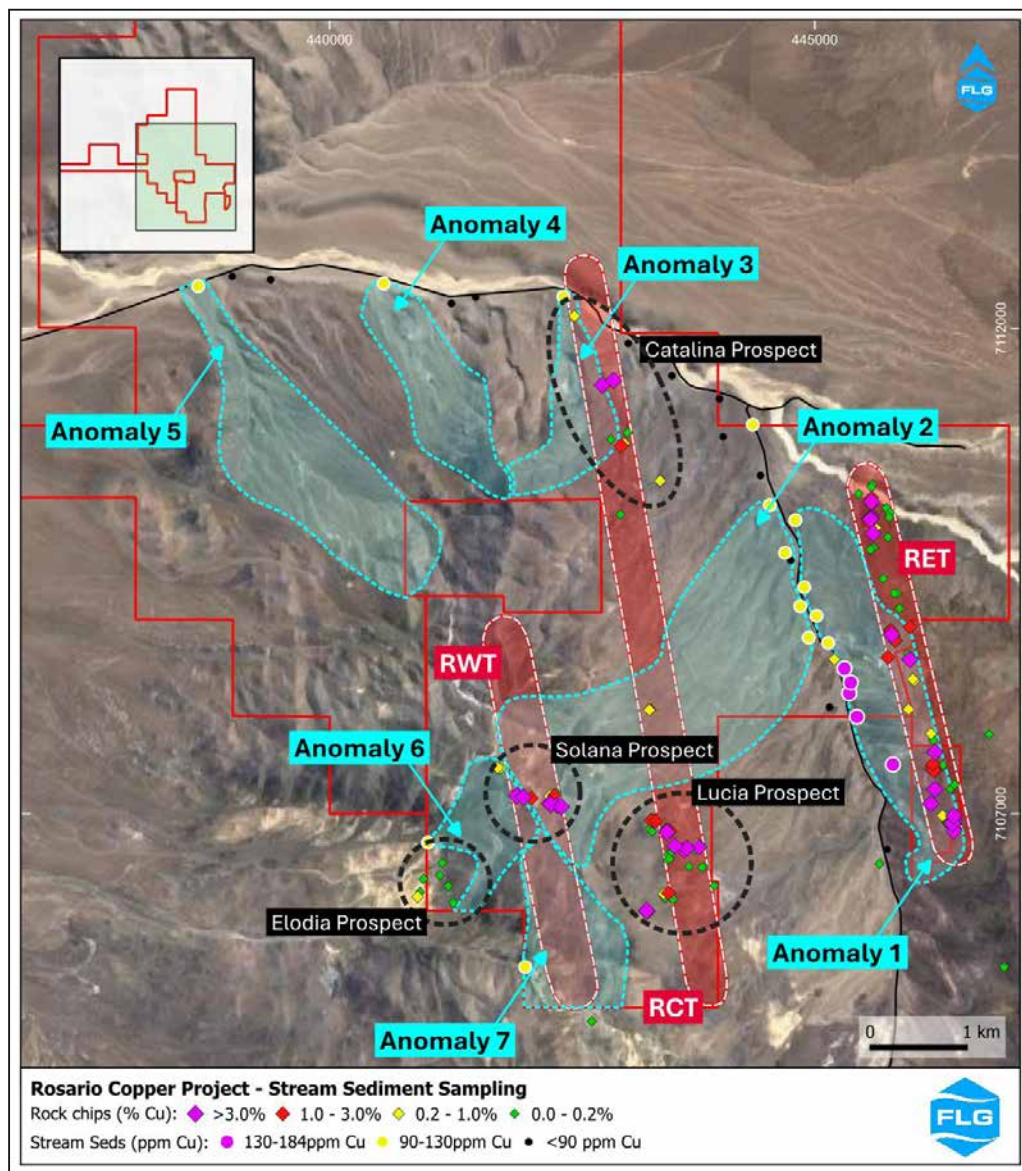 440000
445000
FLG
Anomaly 4
Anomaly 3
7112000
Catalina Prospect
Anomaly 5
Anomaly 2
RET
RWT
Anomaly 6
Solana Prospect
Lucia Prospect
7107000
Elodia Prospect
Anomaly 1
RCT
Anomaly 7
0 1 km
Rosario Copper Project - Stream Sediment Sampling
Rock chips (% Cu): >3.0% 1.0 - 3.0% 0.2 - 1.0% 0.0 - 0.2%
Stream Seds (ppm Cu): 130-184ppm Cu 90-130ppm Cu <90 ppm Cu
FLG